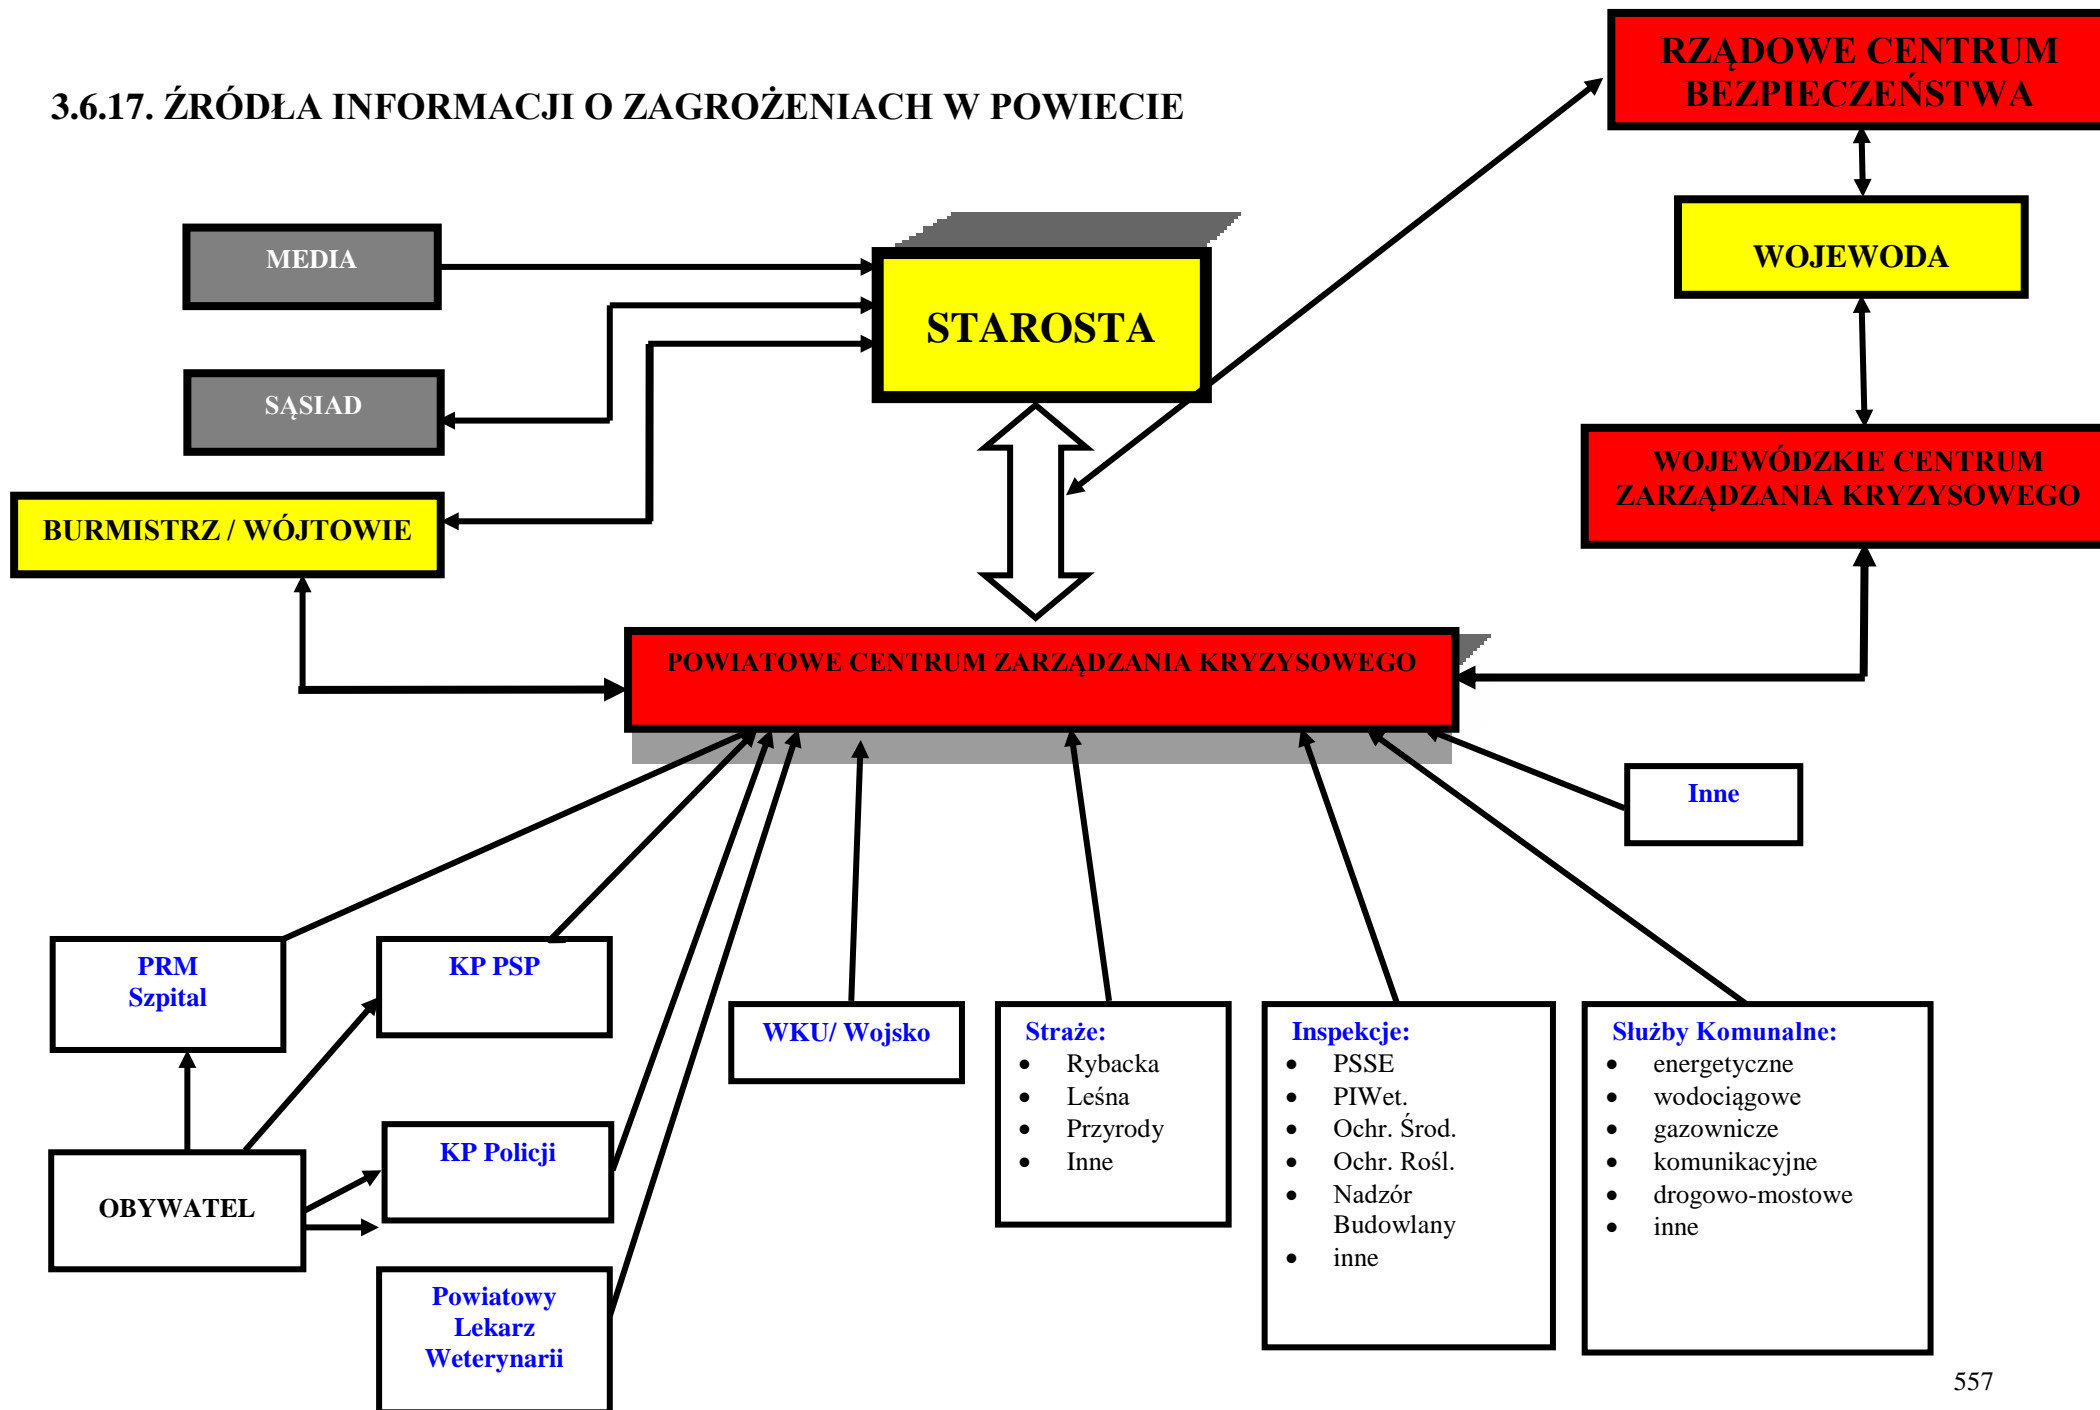 RZĄDOWE CENTRUM
BEZPIECZEŃSTWA
3.6.17. ŹRÓDŁA INFORMACJI O ZAGROŻENIACH W POWIECIE
MEDIA
WOJEWODA
STAROSTA
SĄSIAD
WOJEWÓDZKIE CENTRUM
ZARZĄDZANIA KRYZYSOWEGO
BURMISTRZ / WÓJTOWIE
POWIATOWE CENTRUM ZARZĄDZANIA KRYZYSOWEGO
Inne
PRM
Szpital
KP PSP
WKU/ Wojsko
Straże:
• Rybacka
• Leśna
• Przyrody
• Inne
Inspekcje:
• PSSE
• PIWet.
• Ochr. Środ.
• Ochr. Rośl.
• Nadzór
Budowlany
• inne
Służby Komunalne:
• energetyczne
• wodociągowe
• gazownicze
• komunikacyjne
• drogowo-mostowe
• inne
KP Policji
OBYWATEL
Powiatowy
Lekarz
Weterynarii
557